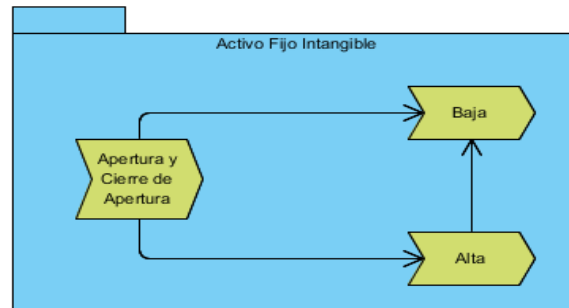 Activo Fijo Intangible
Baja
Apertura y
Cierre de
Apertura
Alta